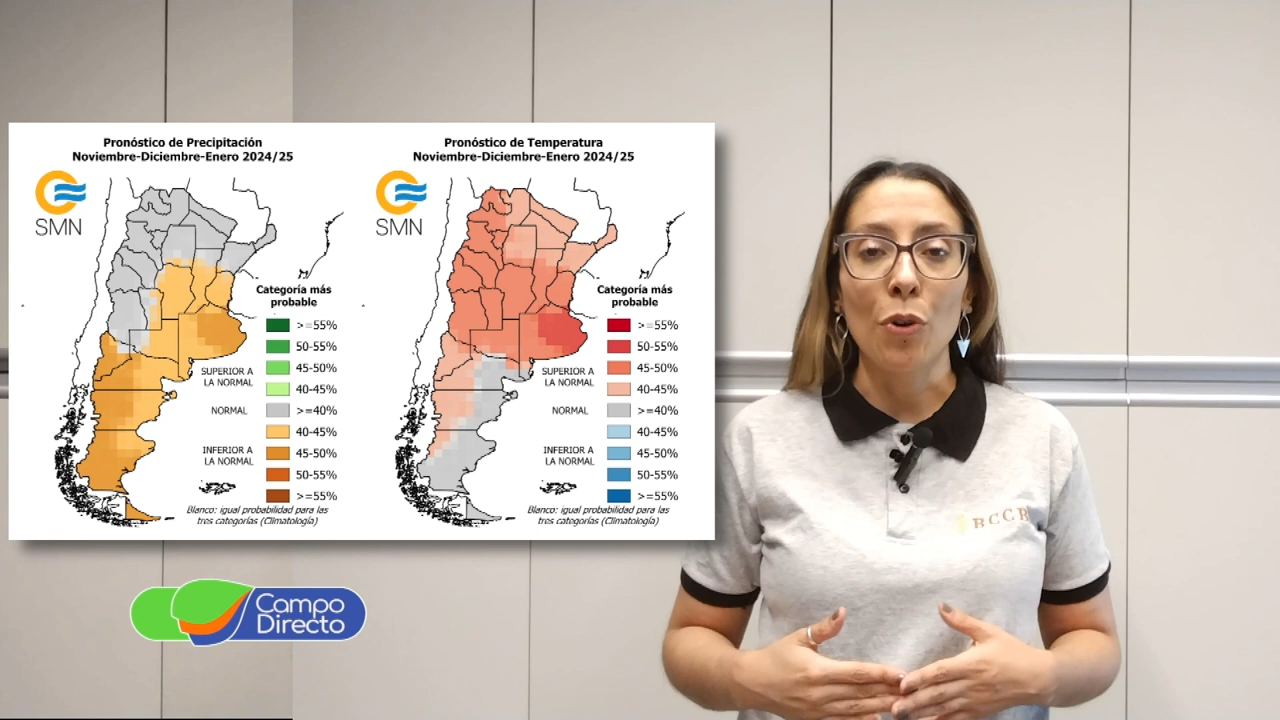 Pronóstico de Precipitación
Noviembre-Diciembre-Enero 2024/25
SMN
Categoría más
probable
>=55%
50-55%
45-50%
40-45%
>=40%
40-45%
45-50%
50-55%
>=55%
SUPERIOR A
LA NORMAL
NORMAL
INFERIOR A
LA NORMAL
Blanco: igual probabilidad para las
tres categorías (Climatología)
Pronóstico de Temperatura
Noviembre-Diciembre-Enero 2024/25
SMN
Categoría más
probable
>=55%
50-55%
45-50%
40-45%
>=40%
40-45%
45-50%
50-55%
>=55%
SUPERIOR A
LA NORMAL
NORMAL
INFERIOR A
LA NORMAL
Blanco: igual probabilidad para las
tres categorías (Climatología)
BCCB
Campo
Directo